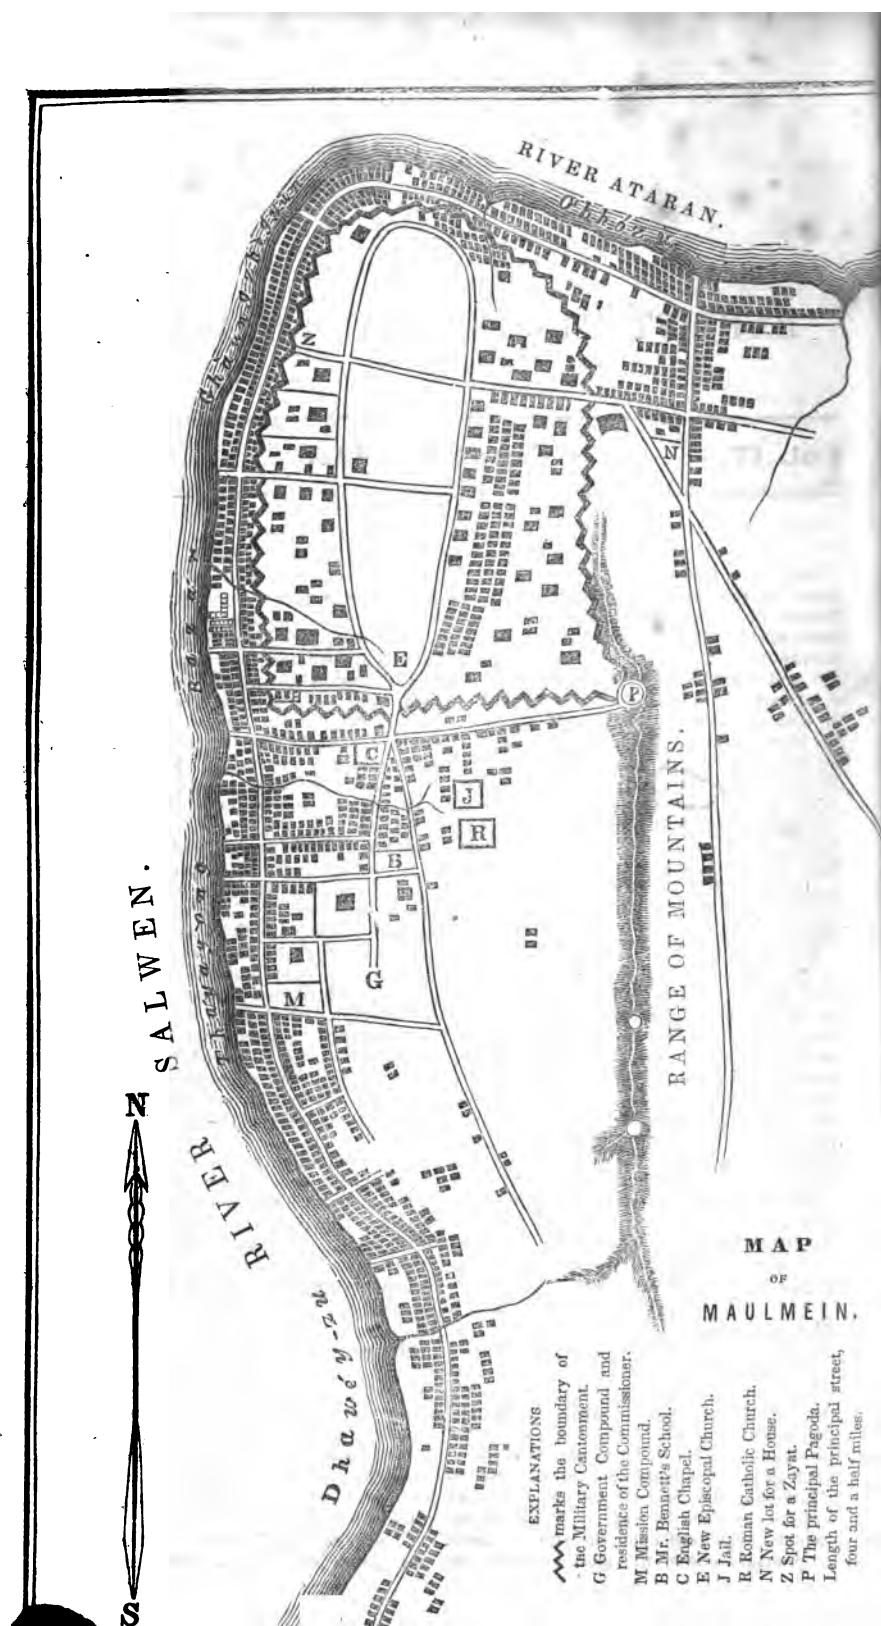 RIVER ATARAN.
Obhōu
Z
N
Bazar
E
P
C
J
R
B
SALWEN.
G
M
RANGE OF MOUNTAINS.
N
RIVER
Dhawéy-zu
S
MAP
OF
MAULMEIN.
EXPLANATIONS
marks the boundary of
the Military Cantonment.
G Government Compound and
residence of the Commissioner.
M Mission Compound.
B Mr. Bennett's School.
C English Chapel.
E New Episcopal Church.
J Jail.
R Roman Catholic Church.
N New lot for a House.
Z Spot for a Zayat.
P The principal Pagoda.
Length of the principal street,
four and a half miles.